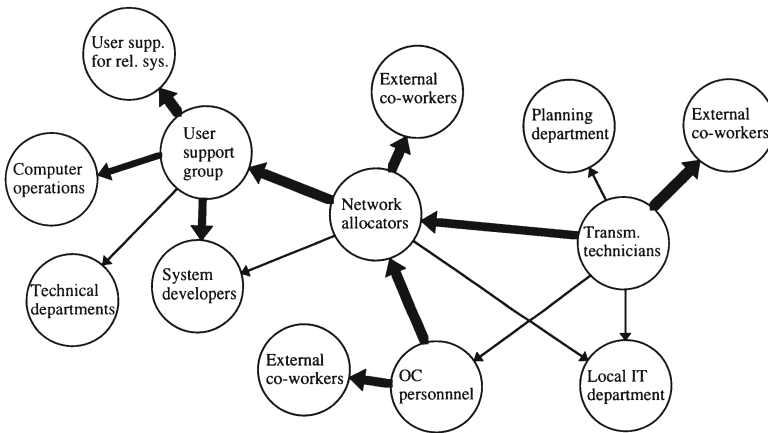 User supp.
for rel. sys.
External
co-workers
Planning
department
External
co-workers
User
support
group
Computer
operations
Network
allocators
Transm.
technicians
Technical
departments
System
developers
External
co-workers
OC
personnnel
Local IT
department